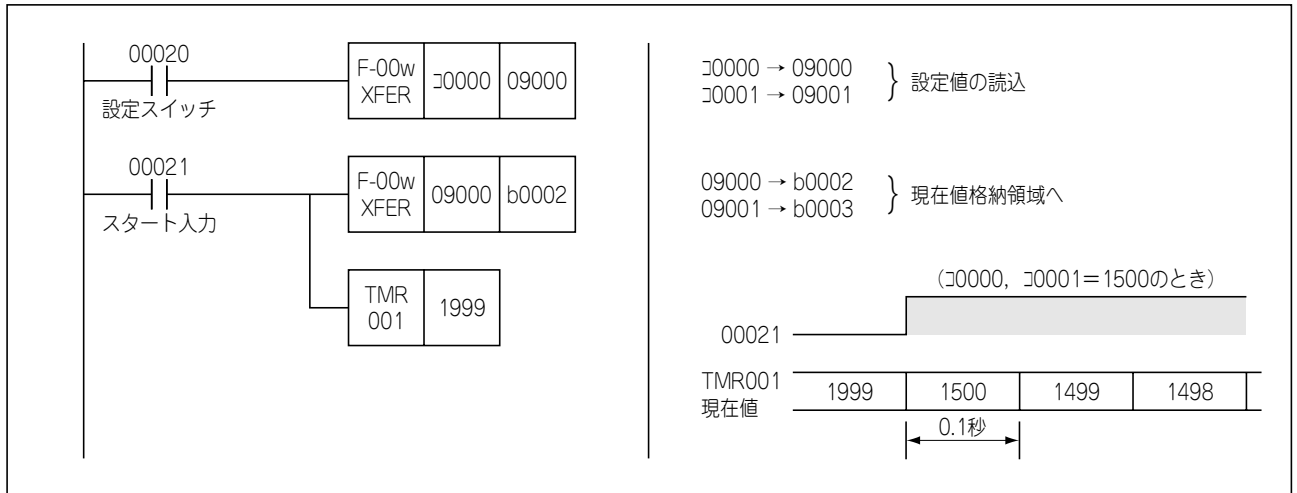 00020
設定スイッチ
F-00w
XFER
ｺ0000
09000
00021
スタート入力
F-00w
XFER
09000
b0002
TMR
001
1999
ｺ0000 → 09000
ｺ0001 → 09001
} 設定値の読込
09000 → b0002
09001 → b0003
} 現在値格納領域へ
（ｺ0000，ｺ0001＝1500のとき）
00021
TMR001
現在値
1999
1500
1499
1498
0.1秒